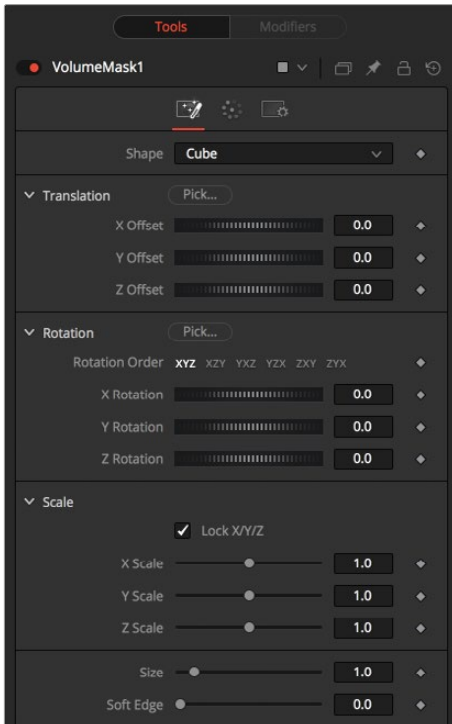 Tools Modifiers
VolumeMask1
Shape Cube
Translation Pick...
X Offset 0.0
Y Offset 0.0
Z Offset 0.0
Rotation Pick...
Rotation Order XYZ XZY YXZ YZX ZXY ZYX
X Rotation 0.0
Y Rotation 0.0
Z Rotation 0.0
Scale
Lock X/Y/Z
X Scale 1.0
Y Scale 1.0
Z Scale 1.0
Size 1.0
Soft Edge 0.0